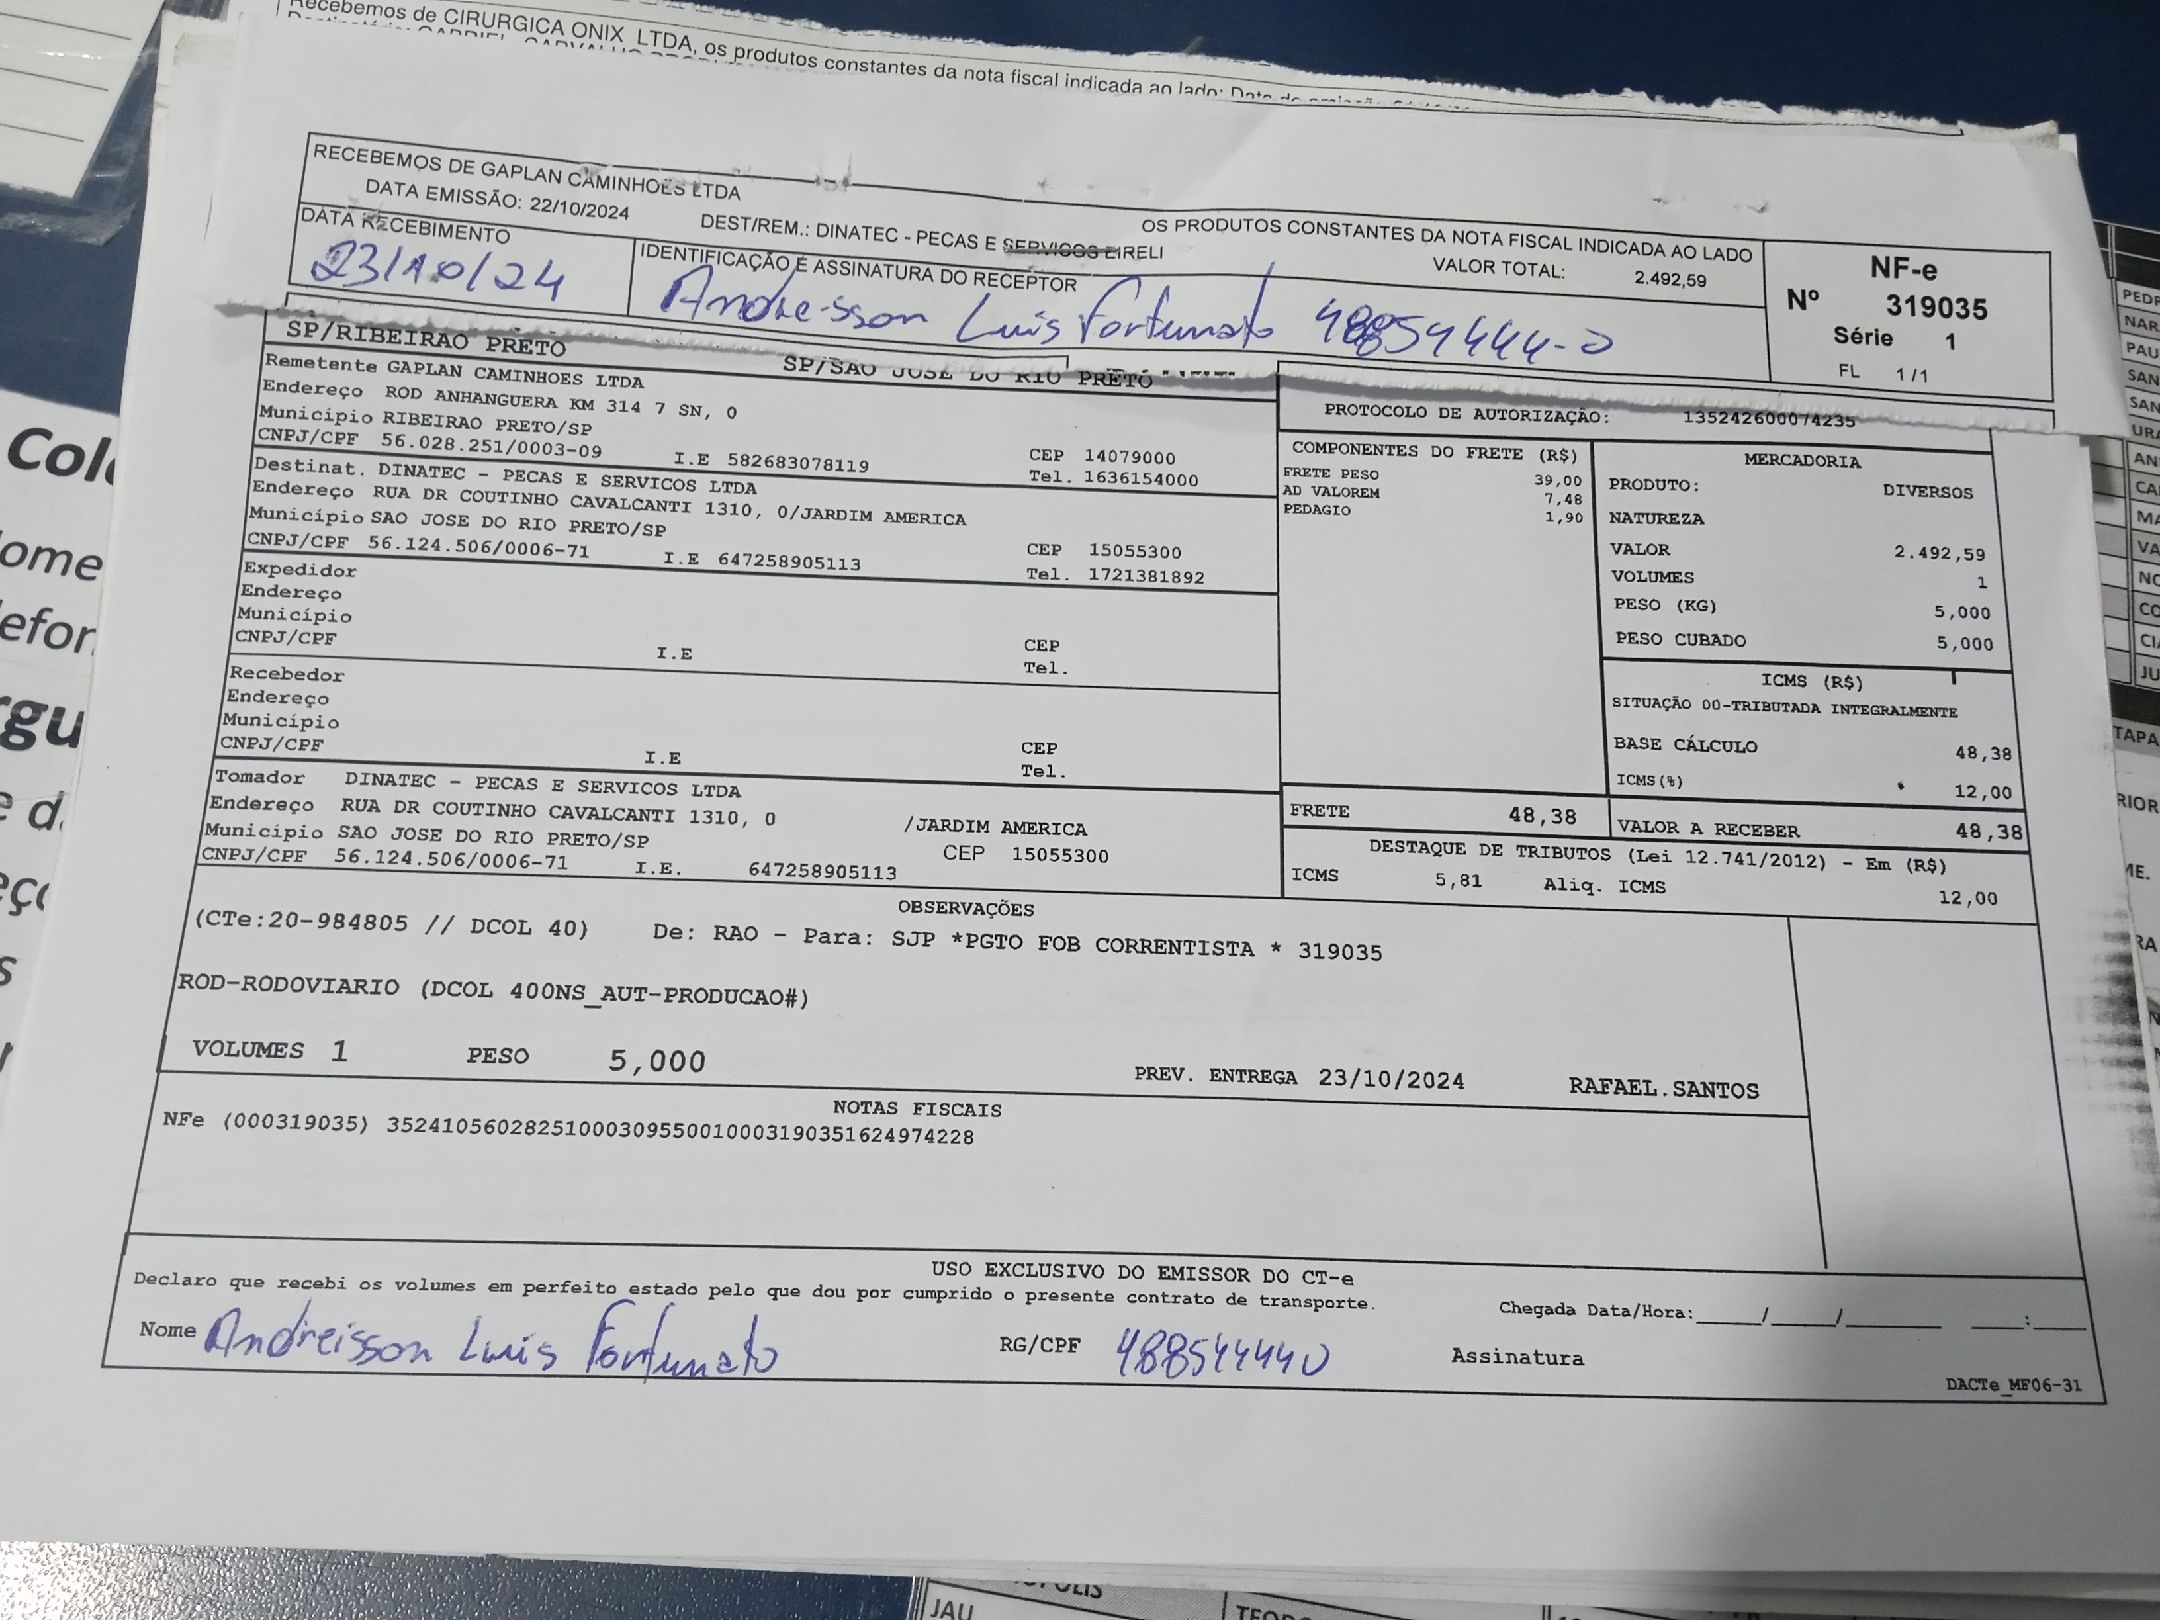 Recebemos de CIRURGICA ONIX LTDA, os produtos constantes da nota fiscal indicada ao lado:
RECEBEMOS DE GAPLAN CAMINHOES LTDA
OS PRODUTOS CONSTANTES DA NOTA FISCAL INDICADA AO LADO
DATA EMISSÃO: 22/10/2024 DEST/REM.: DINATEC - PECAS E SERVICOS EIRELI VALOR TOTAL: 2.492,59
DATA RECEBIMENTO
23/10/24
IDENTIFICAÇÃO E ASSINATURA DO RECEPTOR
Andreisson Luis Fortunato 48854444-0
NF-e
Nº 319035
Série 1
FL 1/1
SP/RIBEIRAO PRETO SP/SAO JOSE DO RIO PRETO
Remetente GAPLAN CAMINHOES LTDA
Endereço ROD ANHANGUERA KM 314 7 SN, 0
Município RIBEIRAO PRETO/SP CEP 14079000
CNPJ/CPF 56.028.251/0003-09 I.E 582683078119 Tel. 1636154000
Destinat. DINATEC - PECAS E SERVICOS LTDA
Endereço RUA DR COUTINHO CAVALCANTI 1310, 0/JARDIM AMERICA
Município SAO JOSE DO RIO PRETO/SP CEP 15055300
CNPJ/CPF 56.124.506/0006-71 I.E 647258905113 Tel. 1721381892
Expedidor
Endereço
Município CEP
CNPJ/CPF I.E Tel.
Recebedor
Endereço
Município CEP
CNPJ/CPF I.E Tel.
Tomador DINATEC - PECAS E SERVICOS LTDA
Endereço RUA DR COUTINHO CAVALCANTI 1310, 0 /JARDIM AMERICA
Município SAO JOSE DO RIO PRETO/SP CEP 15055300
CNPJ/CPF 56.124.506/0006-71 I.E. 647258905113
PROTOCOLO DE AUTORIZAÇÃO: 135242600074235
COMPONENTES DO FRETE (R$)
FRETE PESO 39,00
AD VALOREM 7,48
PEDAGIO 1,90
MERCADORIA
PRODUTO: DIVERSOS
NATUREZA
VALOR 2.492,59
VOLUMES 1
PESO (KG) 5,000
PESO CUBADO 5,000
ICMS (R$)
SITUAÇÃO 00-TRIBUTADA INTEGRALMENTE
BASE CÁLCULO 48,38
ICMS(%) 12,00
FRETE 48,38 VALOR A RECEBER 48,38
DESTAQUE DE TRIBUTOS (Lei 12.741/2012) - Em (R$)
ICMS 5,81 Aliq. ICMS 12,00
OBSERVAÇÕES
(CTe:20-984805 // DCOL 40) De: RAO - Para: SJP *PGTO FOB CORRENTISTA * 319035
ROD-RODOVIARIO (DCOL 400NS_AUT-PRODUCAO#)
VOLUMES 1 PESO 5,000 PREV. ENTREGA 23/10/2024 RAFAEL.SANTOS
NOTAS FISCAIS
NFe (000319035) 35241056028251000309550010003190351624974228
USO EXCLUSIVO DO EMISSOR DO CT-e
Declaro que recebi os volumes em perfeito estado pelo que dou por cumprido o presente contrato de transporte. Chegada Data/Hora:_____/_____/_______ ____:____
Nome Andreisson Luis Fortunato RG/CPF 488544440 Assinatura
DACTe_MF06-31
JAU